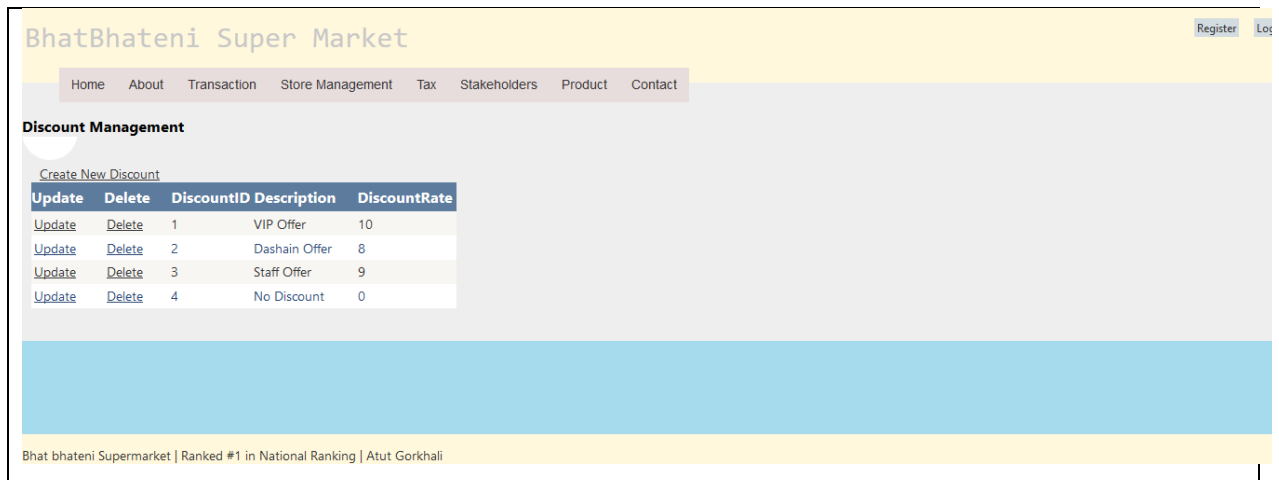 BhatBhateni Super Market
Register Log
Home About Transaction Store Management Tax Stakeholders Product Contact
Discount Management
Create New Discount
Update Delete DiscountID Description DiscountRate
Update Delete 1 VIP Offer 10
Update Delete 2 Dashain Offer 8
Update Delete 3 Staff Offer 9
Update Delete 4 No Discount 0
Bhat bhateni Supermarket | Ranked #1 in National Ranking | Atut Gorkhali